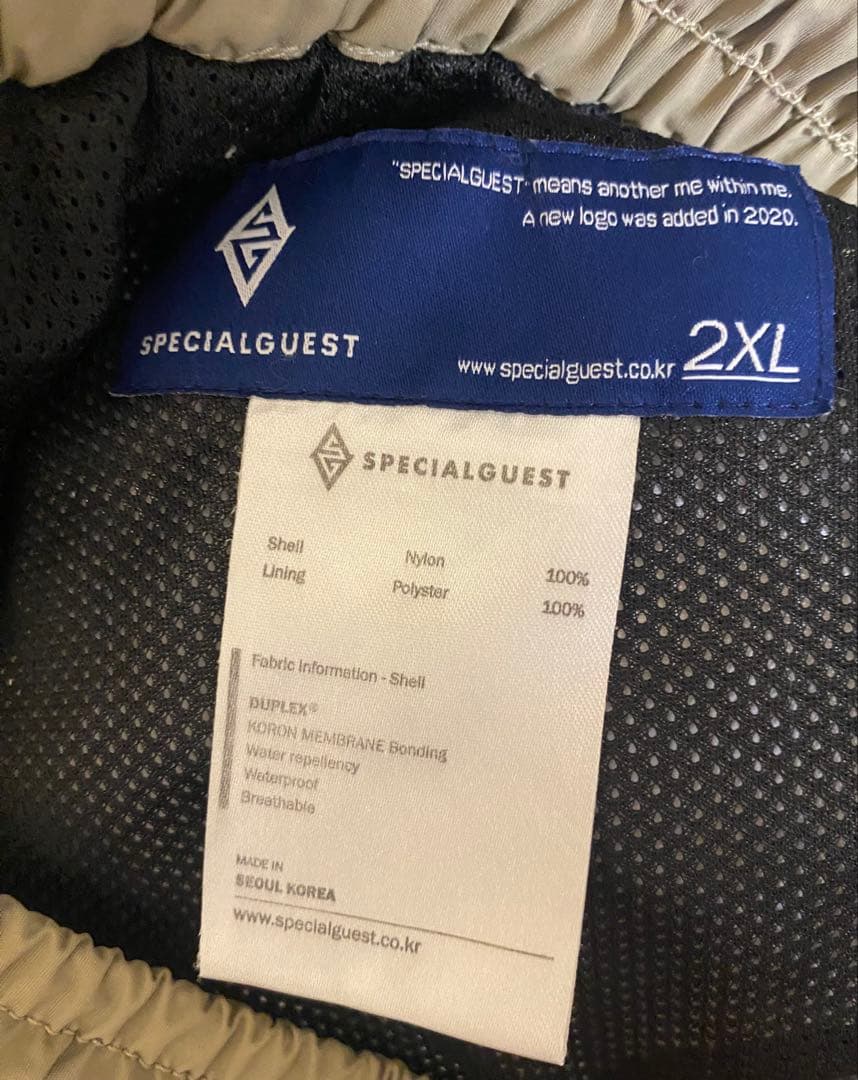 "SPECIALGUEST" means another me within me.
A new logo was added in 2020.
SG
SPECIALGUEST
www.specialguest.co.kr 2XL
SG SPECIALGUEST
Shell Nylon 100%
Lining Polyster 100%
Fabric Information - Shell
DUPLEX®
KORON MEMBRANE Bonding
Water repellency
Waterproof
Breathable
MADE IN
SEOUL KOREA
www.specialguest.co.kr